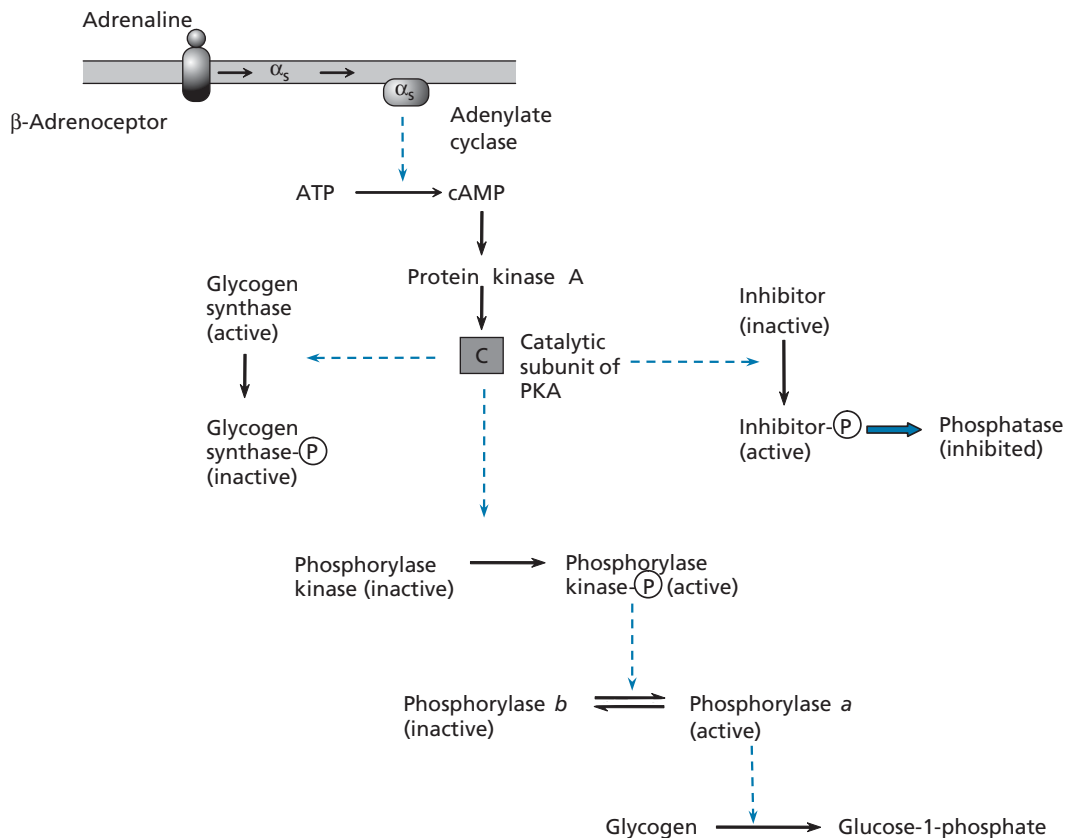 Adrenaline
αs
αs
β-Adrenoceptor
Adenylate
cyclase
ATP
cAMP
Protein kinase A
Glycogen
synthase
(active)
C
Catalytic
subunit of
PKA
Inhibitor
(inactive)
Glycogen
synthase-P
(inactive)
Inhibitor-P
(active)
Phosphatase
(inhibited)
Phosphorylase
kinase (inactive)
Phosphorylase
kinase-P (active)
Phosphorylase b
(inactive)
Phosphorylase a
(active)
Glycogen
Glucose-1-phosphate